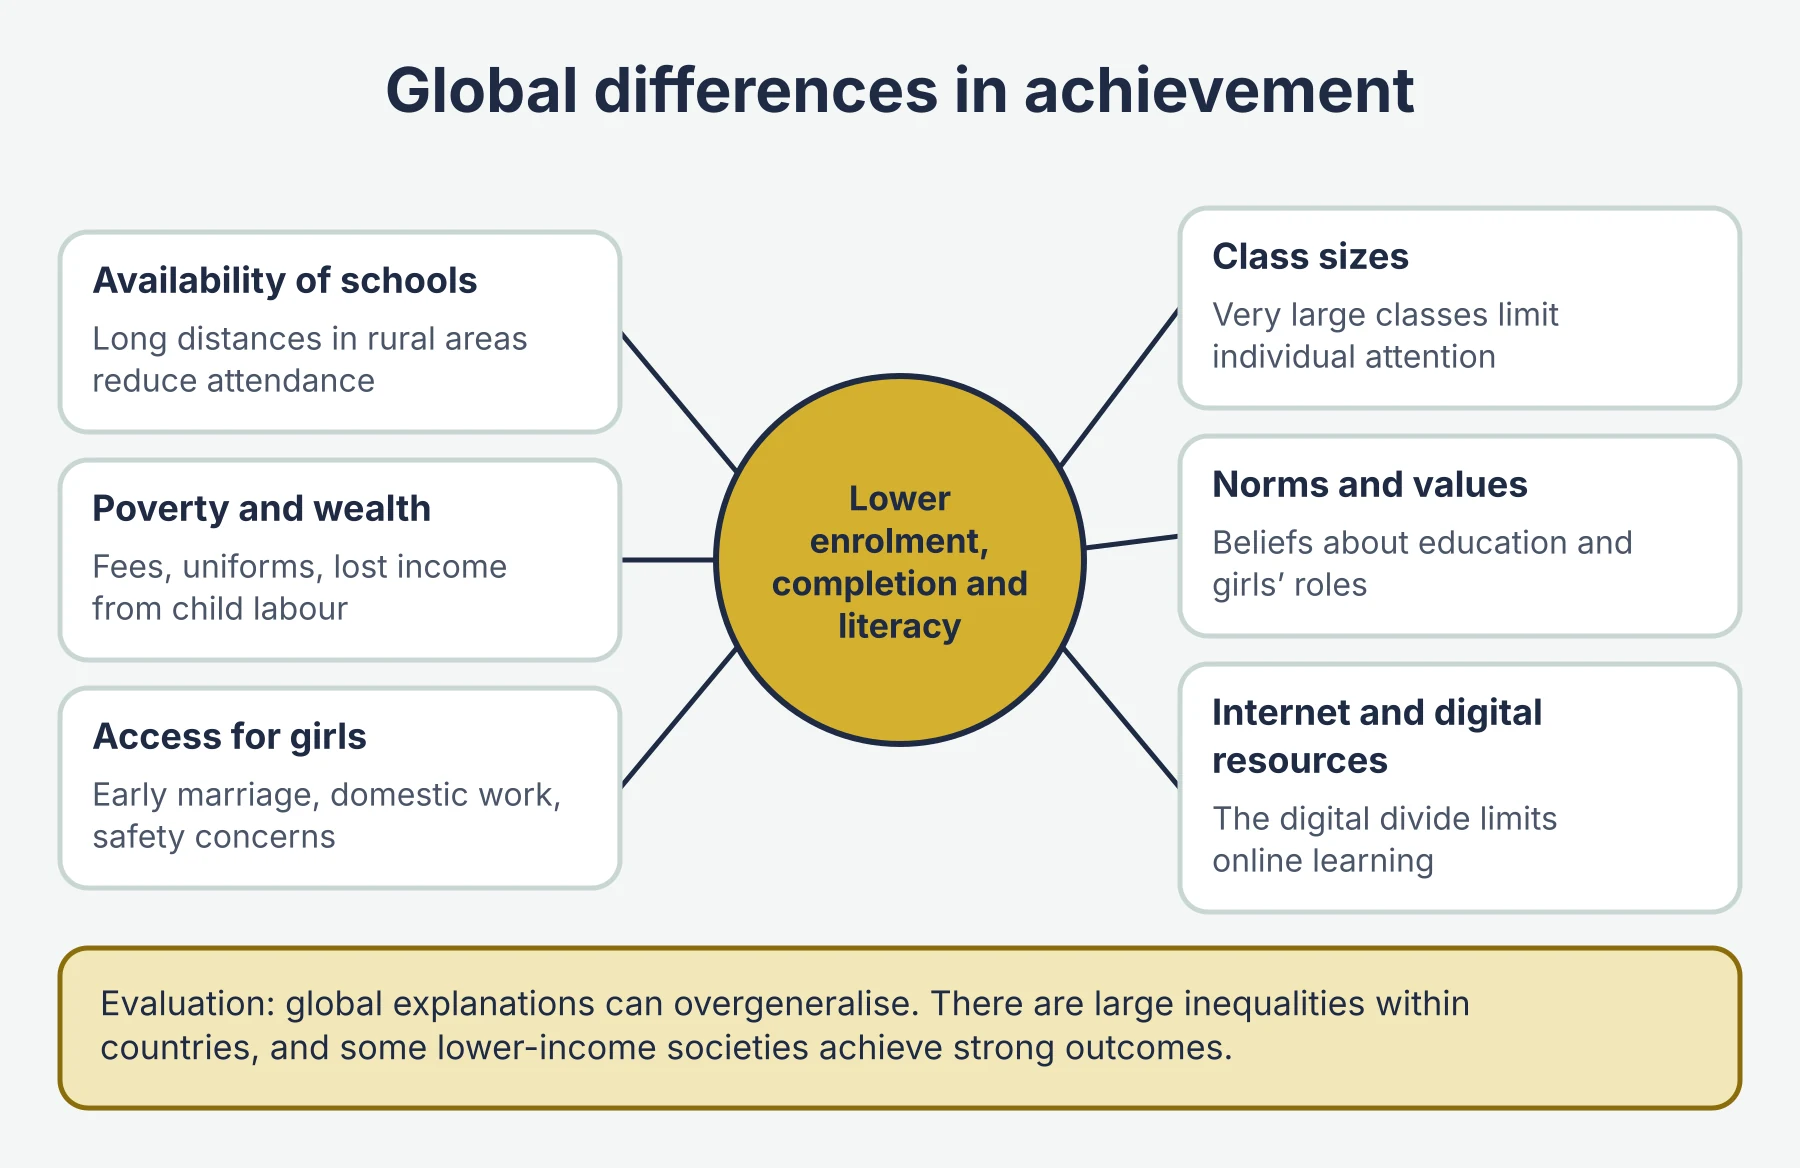 Global differences in achievement
Availability of schools
Long distances in rural areas
reduce attendance
Poverty and wealth
Fees, uniforms, lost income
from child labour
Access for girls
Early marriage, domestic work,
safety concerns
Lower
enrolment,
completion and
literacy
Class sizes
Very large classes limit
individual attention
Norms and values
Beliefs about education and
girls’ roles
Internet and digital
resources
The digital divide limits
online learning
Evaluation: global explanations can overgeneralise. There are large inequalities within
countries, and some lower-income societies achieve strong outcomes.